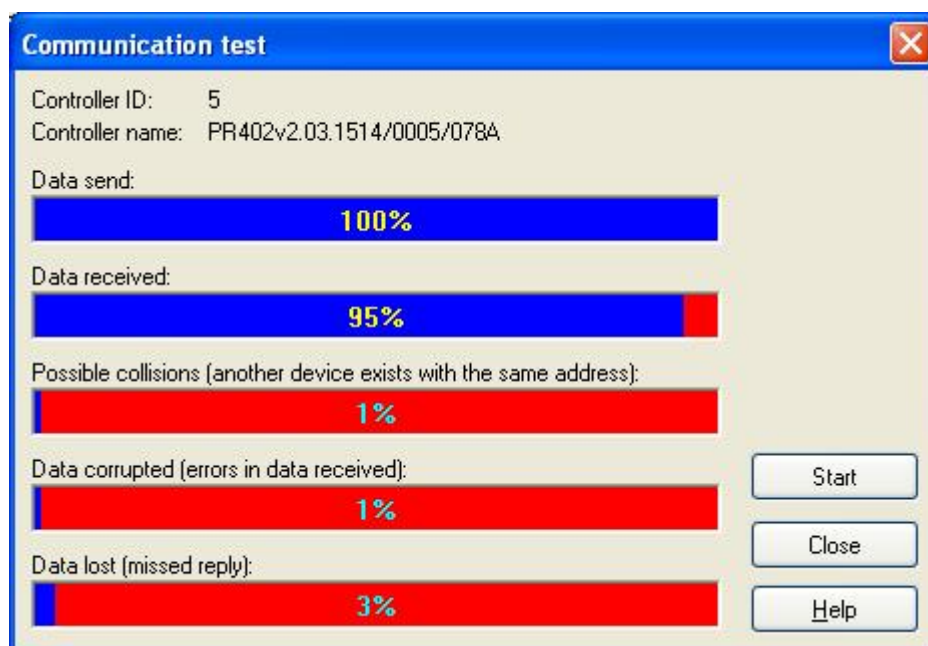 Communication test
Controller ID: 5
Controller name: PR402v2.03.1514/0005/078A
Data send:
100%
Data received:
95%
Possible collisions (another device exists with the same address):
1%
Data corrupted (errors in data received):
1%
Start
Close
Data lost (missed reply):
3%
Help